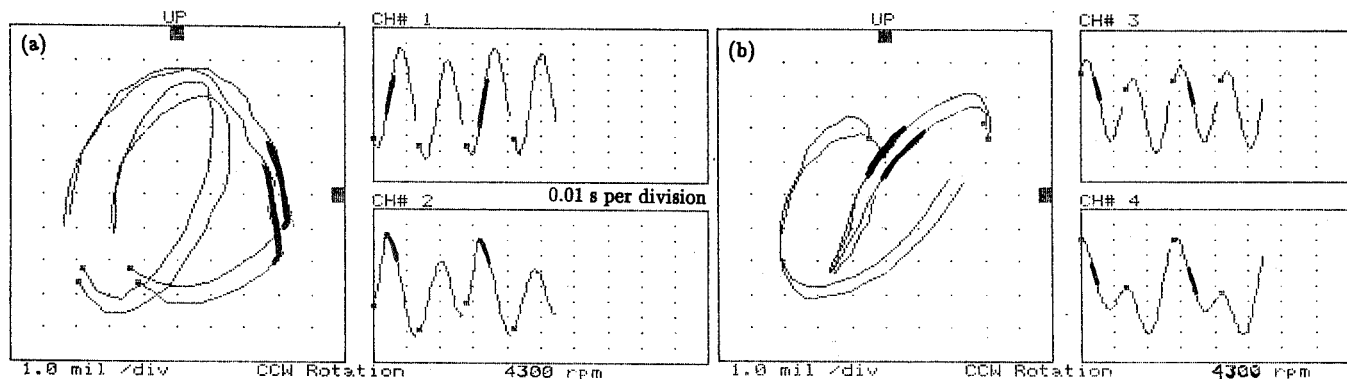 UP
(a)
CH# 1
CH# 2
0.01 s per division
1.0 mil /div
CCW Rotation
4300 rpm
UP
(b)
CH# 3
CH# 4
1.0 mil /div
CCW Rotation
4300 rpm